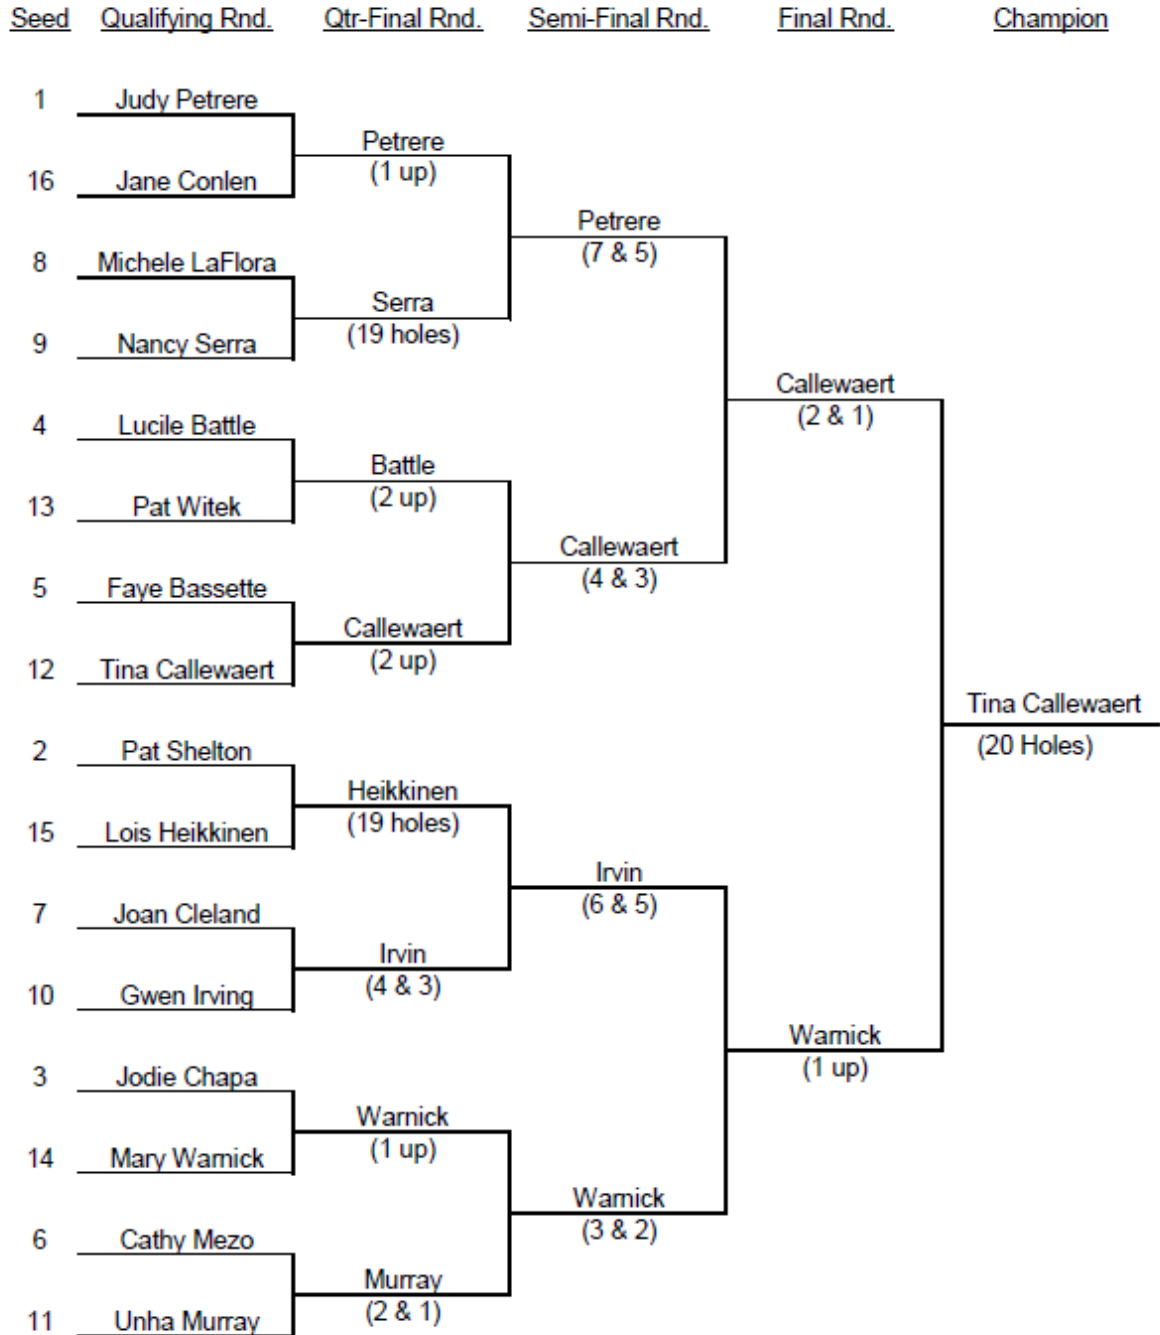 Seed Qualifying Rnd. Qtr-Final Rnd. Semi-Final Rnd. Final Rnd. Champion
1 Judy Petrere
Petrere
(1 up)
16 Jane Conlen
Petrere
(7 & 5)
8 Michele LaFlora
Serra
(19 holes)
9 Nancy Serra
Callewaert
(2 & 1)
4 Lucile Battle
Battle
(2 up)
13 Pat Witek
Callewaert
(4 & 3)
5 Faye Bassette
Callewaert
(2 up)
12 Tina Callewaert
Tina Callewaert
(20 Holes)
2 Pat Shelton
Heikkinen
(19 holes)
15 Lois Heikkinen
Irvin
(6 & 5)
7 Joan Cleland
Irvin
(4 & 3)
10 Gwen Irving
Warnick
(1 up)
3 Jodie Chapa
Warnick
(1 up)
14 Mary Warnick
Warnick
(3 & 2)
6 Cathy Mezo
Murray
(2 & 1)
11 Unha Murray